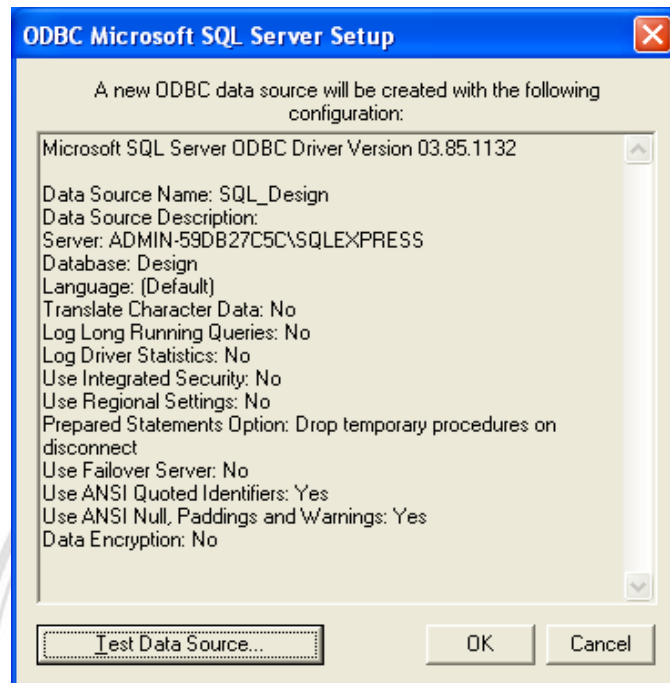 ODBC Microsoft SQL Server Setup
A new ODBC data source will be created with the following
configuration:
Microsoft SQL Server ODBC Driver Version 03.85.1132
Data Source Name: SQL_Design
Data Source Description:
Server: ADMIN-59DB27C5C\SQLEXPRESS
Database: Design
Language: (Default)
Translate Character Data: No
Log Long Running Queries: No
Log Driver Statistics: No
Use Integrated Security: No
Use Regional Settings: No
Prepared Statements Option: Drop temporary procedures on
disconnect
Use Failover Server: No
Use ANSI Quoted Identifiers: Yes
Use ANSI Null, Paddings and Warnings: Yes
Data Encryption: No
Test Data Source... OK Cancel